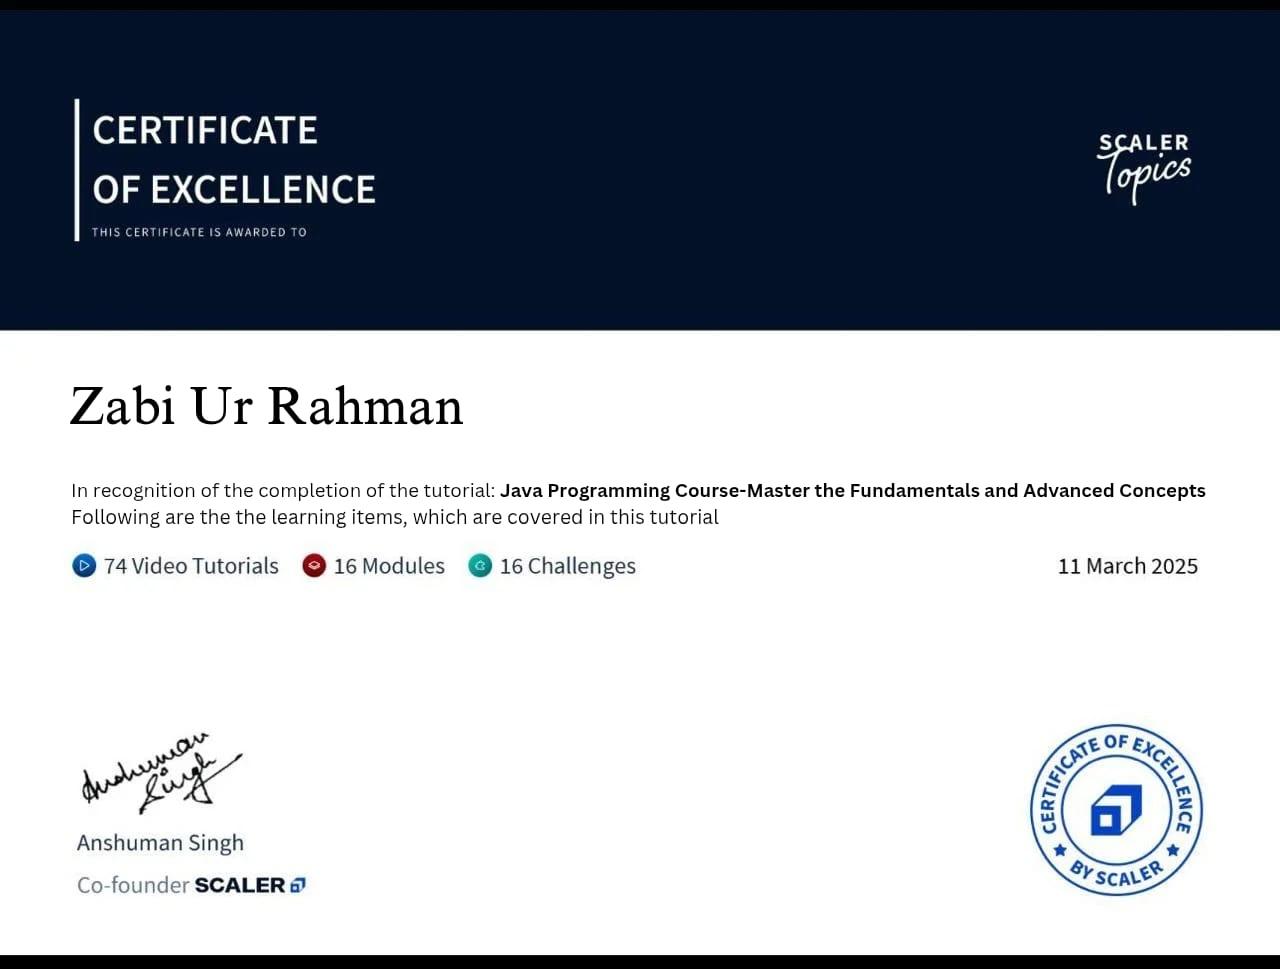 CERTIFICATE
OF EXCELLENCE
THIS CERTIFICATE IS AWARDED TO
SCALER
Topics
Zabi Ur Rahman
In recognition of the completion of the tutorial: Java Programming Course-Master the Fundamentals and Advanced Concepts
Following are the the learning items, which are covered in this tutorial
74 Video Tutorials 16 Modules 16 Challenges 11 March 2025
Anshuman
Singh
Anshuman Singh
Co-founder SCALER
CERTIFICATE OF EXCELLENCE
BY SCALER